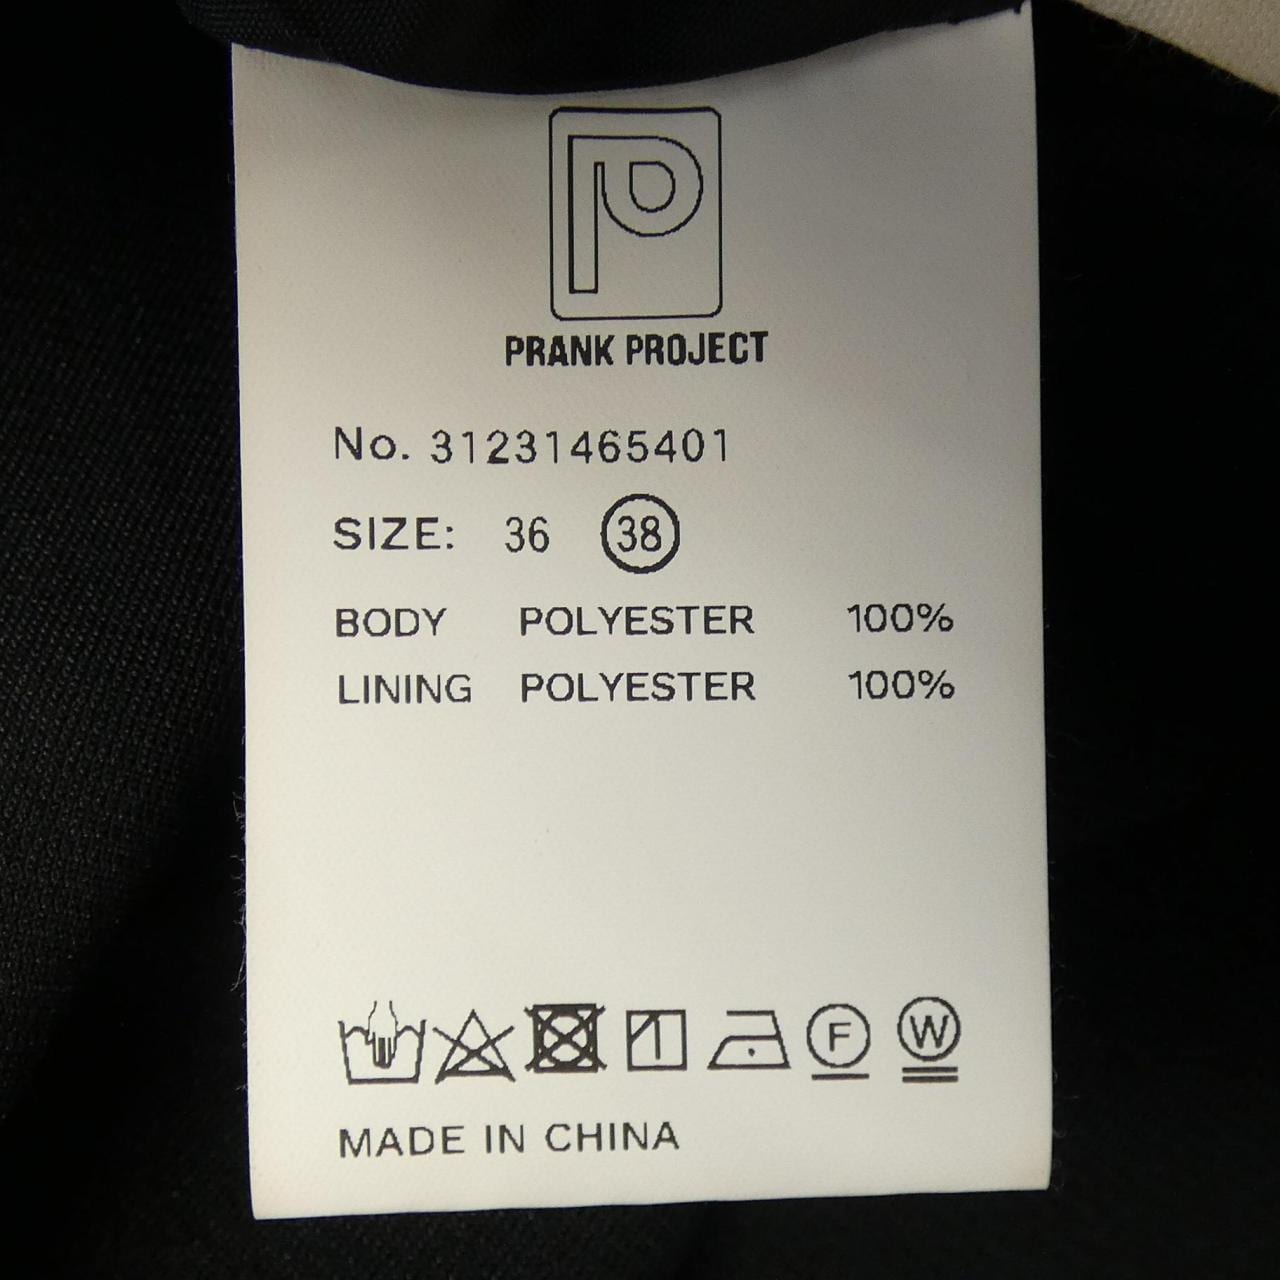 PRANK PROJECT
No. 31231465401
SIZE: 36 38
BODY POLYESTER 100%
LINING POLYESTER 100%
F W
MADE IN CHINA